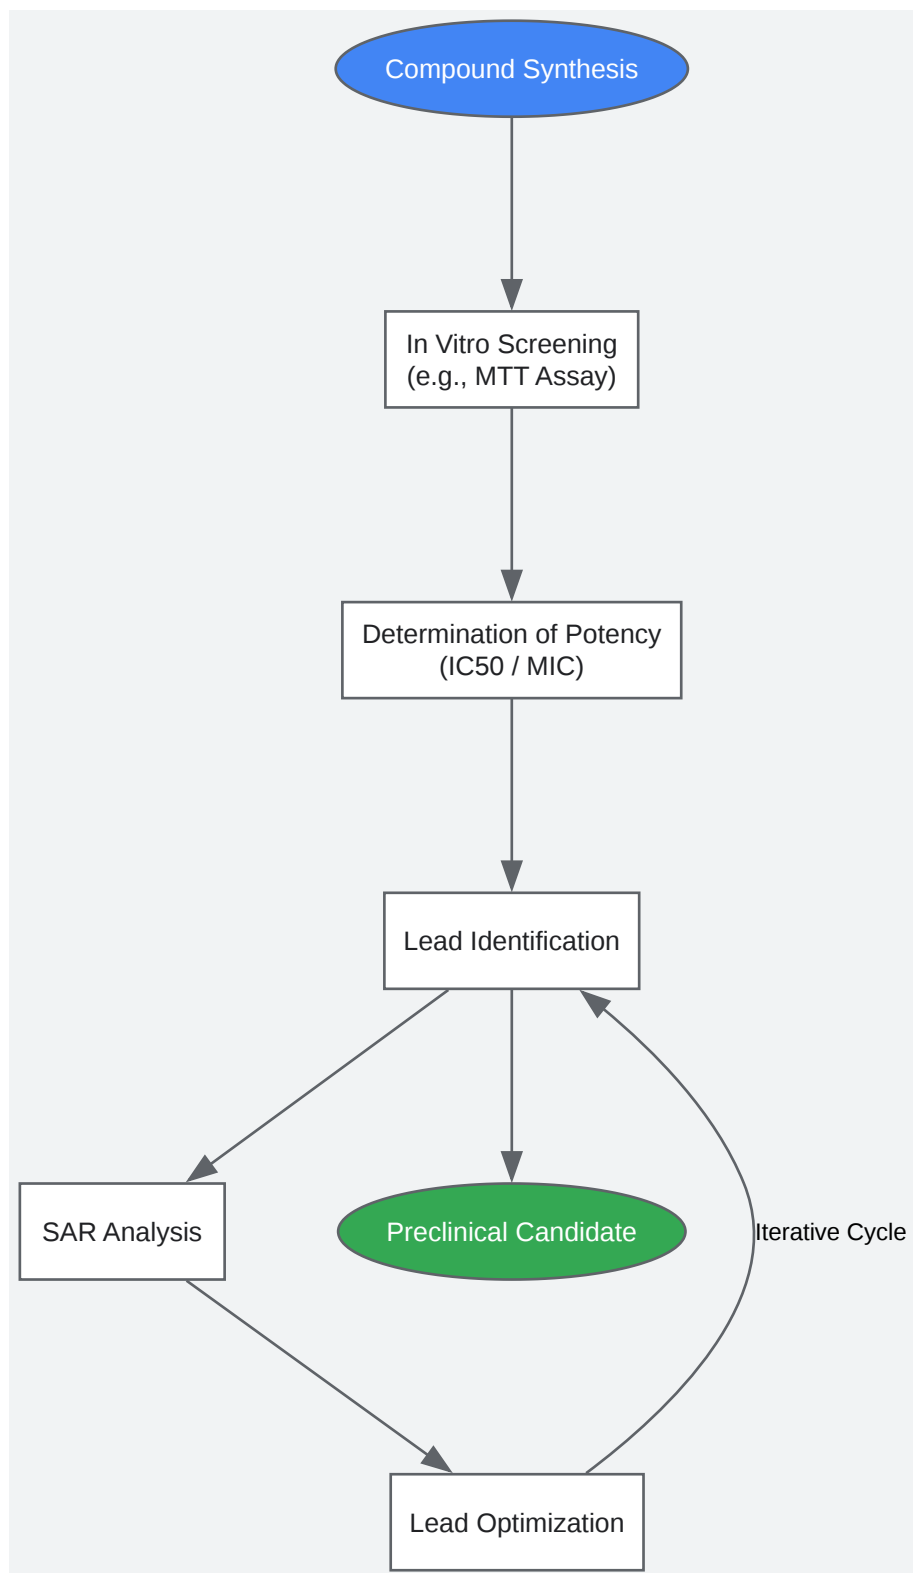 Compound Synthesis
In Vitro Screening
(e.g., MTT Assay)
Determination of Potency
(IC50 / MIC)
Lead Identification
SAR Analysis
Preclinical Candidate
Iterative Cycle
Lead Optimization